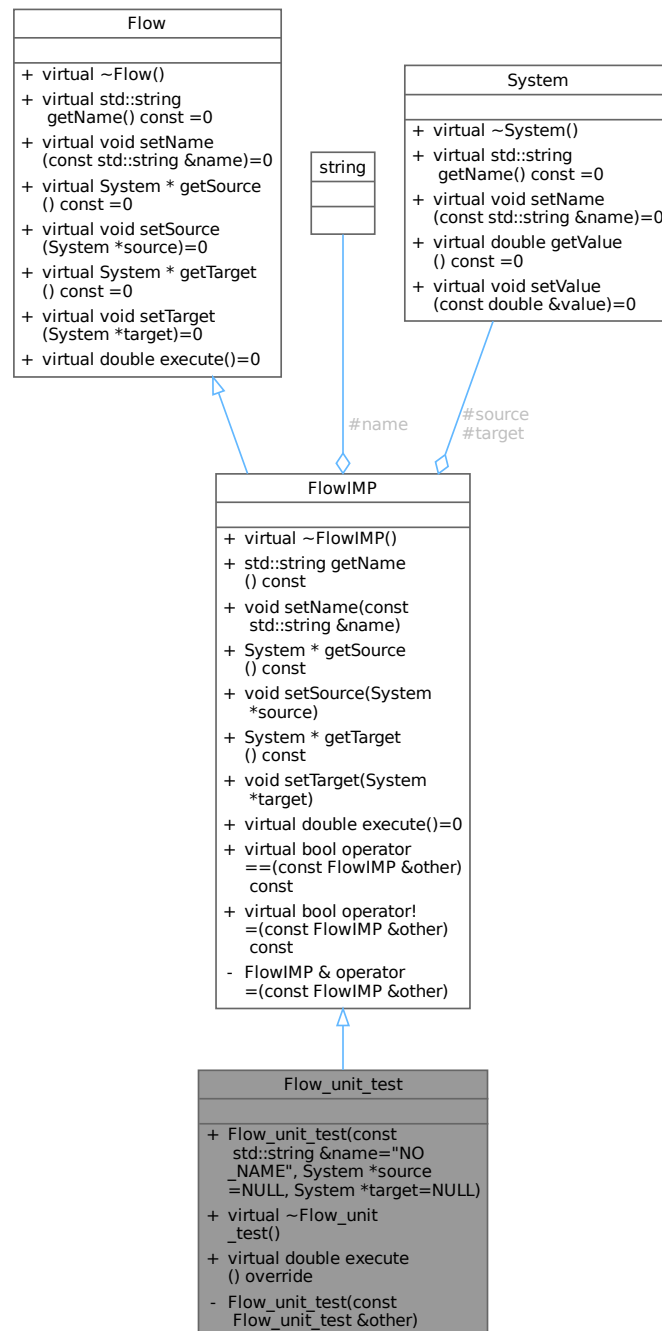 Flow
+ virtual ~Flow()
+ virtual std::string
getName() const =0
+ virtual void setName
(const std::string &name)=0
+ virtual System * getSource
() const =0
+ virtual void setSource
(System *source)=0
+ virtual System * getTarget
() const =0
+ virtual void setTarget
(System *target)=0
+ virtual double execute()=0
string
System
+ virtual ~System()
+ virtual std::string
getName() const =0
+ virtual void setName
(const std::string &name)=0
+ virtual double getValue
() const =0
+ virtual void setValue
(const double &value)=0
#name
#source
#target
FlowIMP
+ virtual ~FlowIMP()
+ std::string getName
() const
+ void setName(const
std::string &name)
+ System * getSource
() const
+ void setSource(System
*source)
+ System * getTarget
() const
+ void setTarget(System
*target)
+ virtual double execute()=0
+ virtual bool operator
==(const FlowIMP &other)
const
+ virtual bool operator!
=(const FlowIMP &other)
const
- FlowIMP & operator
=(const FlowIMP &other)
Flow_unit_test
+ Flow_unit_test(const
std::string &name="NO
_NAME", System *source
=NULL, System *target=NULL)
+ virtual ~Flow_unit
_test()
+ virtual double execute
() override
- Flow_unit_test(const
Flow_unit_test &other)